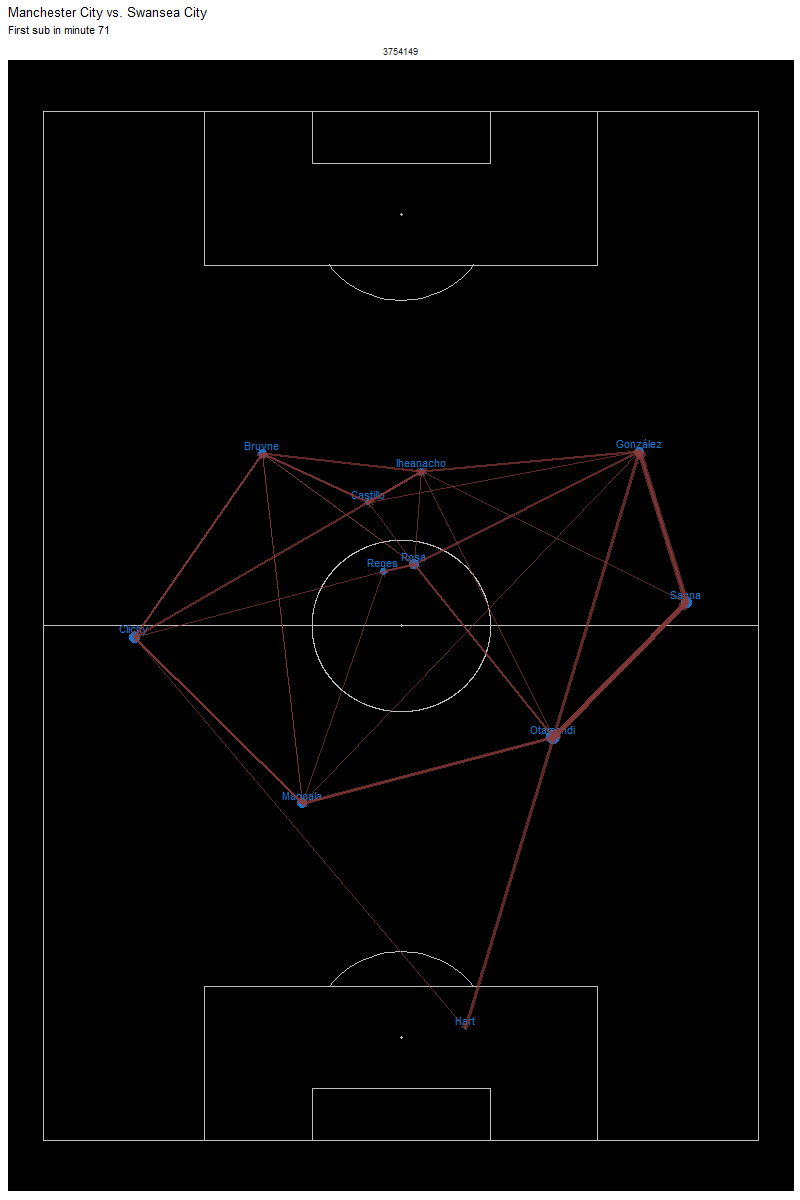 Manchester City vs. Swansea City
First sub in minute 71
3754149
González
Bruyne
Iheanacho
Castillo
Rosa
Reges
Sagna
Clichy
Otamendi
Mangala
Hart